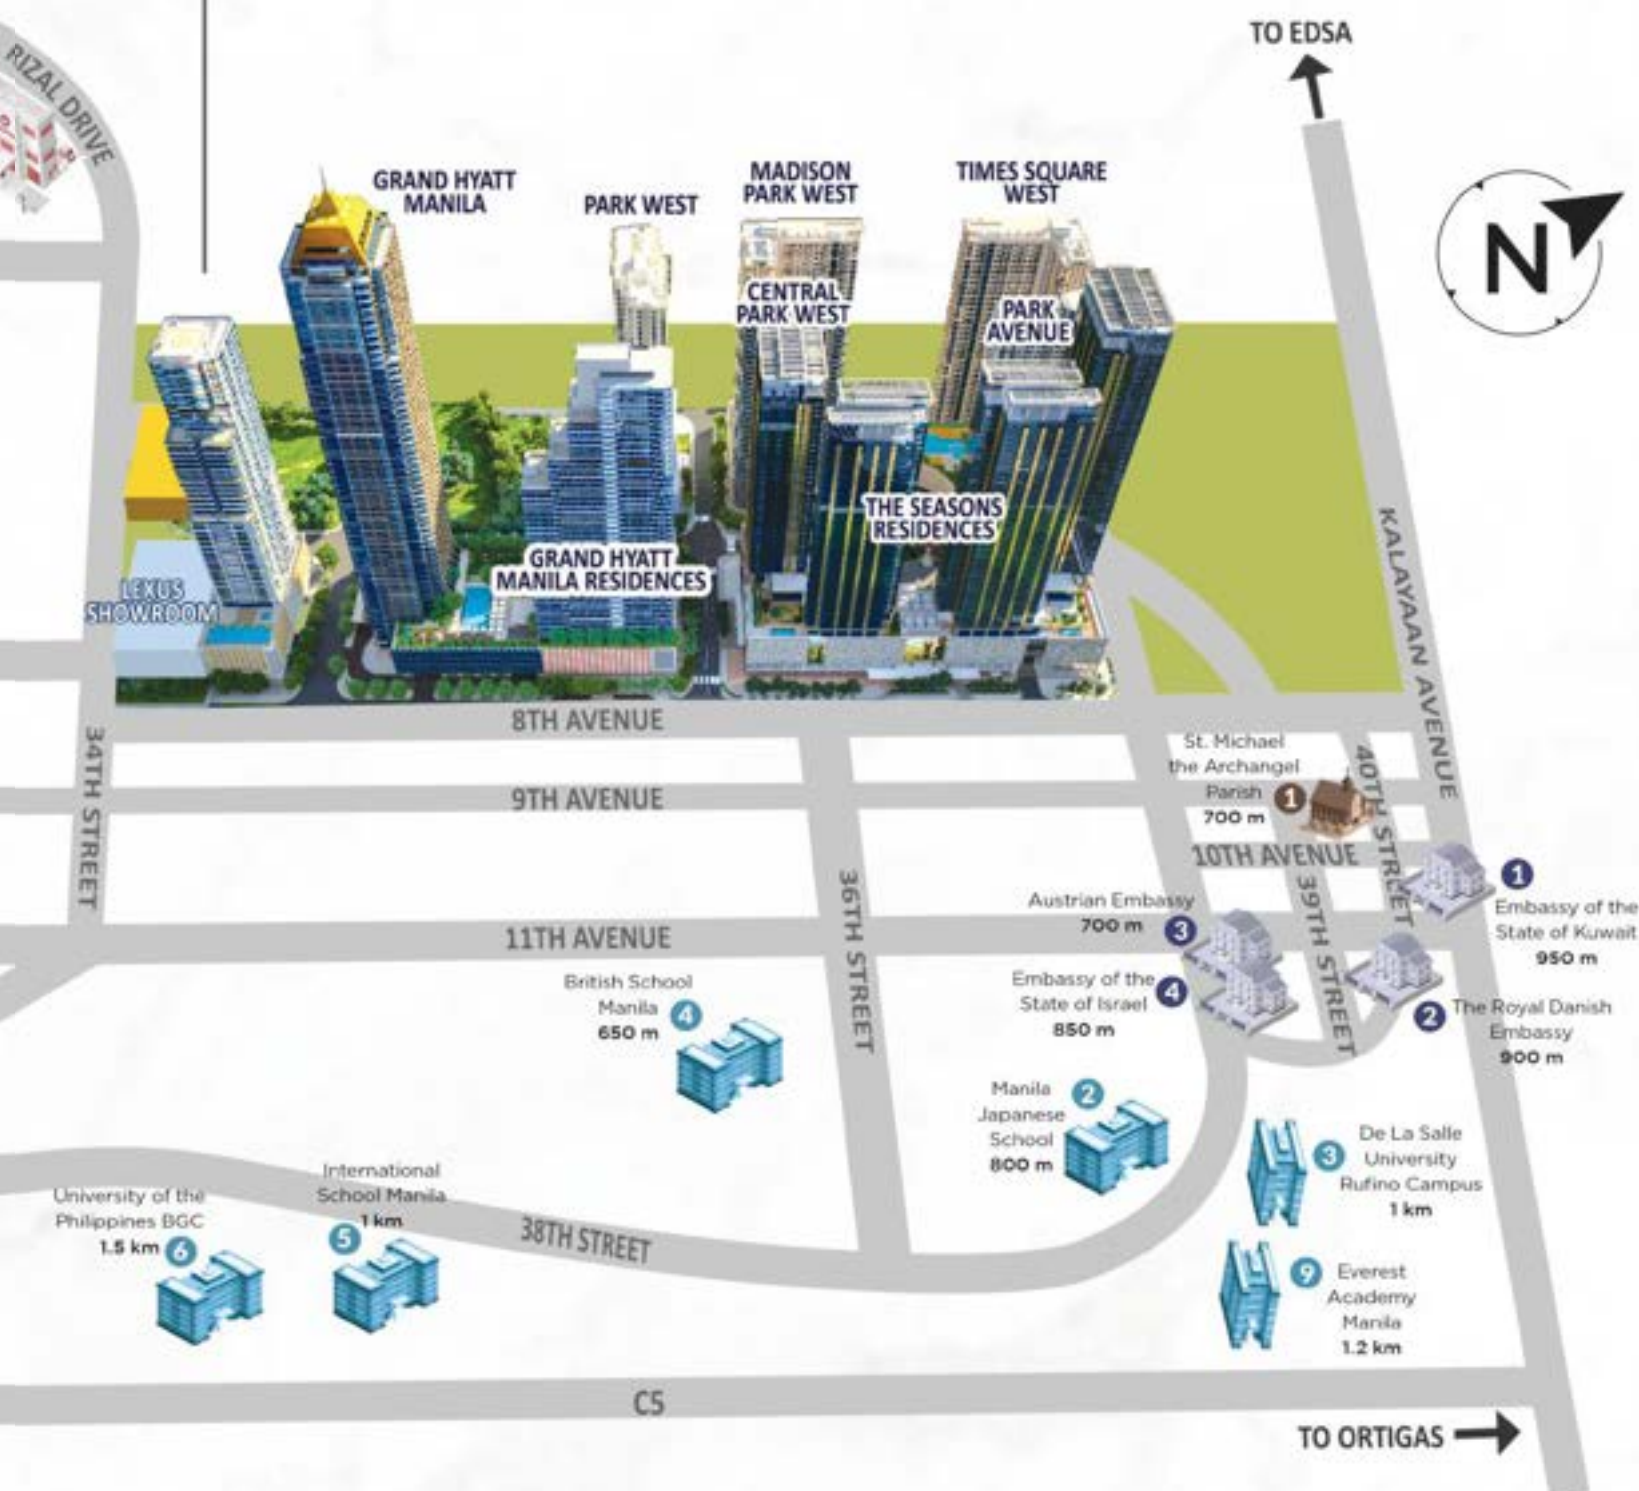 TO EDSA
RIZAL DRIVE
N
GRAND HYATT
MANILA
PARK WEST
MADISON
PARK WEST
TIMES SQUARE
WEST
CENTRAL
PARK WEST
PARK
AVENUE
THE SEASONS
RESIDENCES
GRAND HYATT
MANILA RESIDENCES
LEXUS
SHOWROOM
KALAYAAN AVENUE
8TH AVENUE
34TH STREET
9TH AVENUE
St. Michael
the Archangel
Parish
700 m
1
40TH STREET
10TH AVENUE
39TH STREET
36TH STREET
1
Embassy of the
State of Kuwait
950 m
Austrian Embassy
700 m
3
11TH AVENUE
Embassy of the
State of Israel
850 m
4
2
The Royal Danish
Embassy
900 m
British School
Manila
650 m
4
Manila
Japanese
School
800 m
2
De La Salle
University
Rufino Campus
1 km
3
International
School Manila
1 km
5
University of the
Philippines BGC
1.5 km
6
38TH STREET
9
Everest
Academy
Manila
1.2 km
C5
TO ORTIGAS